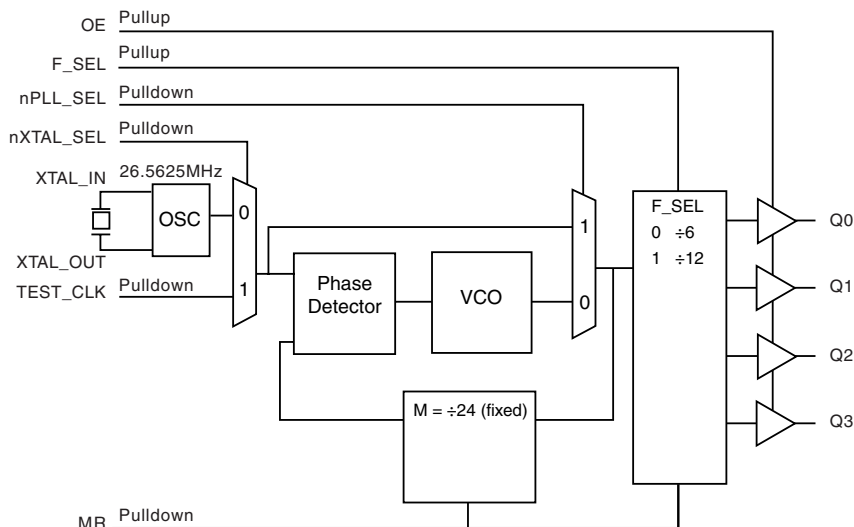 OE Pullup
F_SEL Pullup
nPLL_SEL Pulldown
nXTAL_SEL Pulldown
XTAL_IN 26.5625MHz
OSC
XTAL_OUT
TEST_CLK Pulldown
0
1
Phase
Detector
VCO
1
0
F_SEL
0 ÷6
1 ÷12
Q0
Q1
Q2
Q3
M = ÷24 (fixed)
MR Pulldown